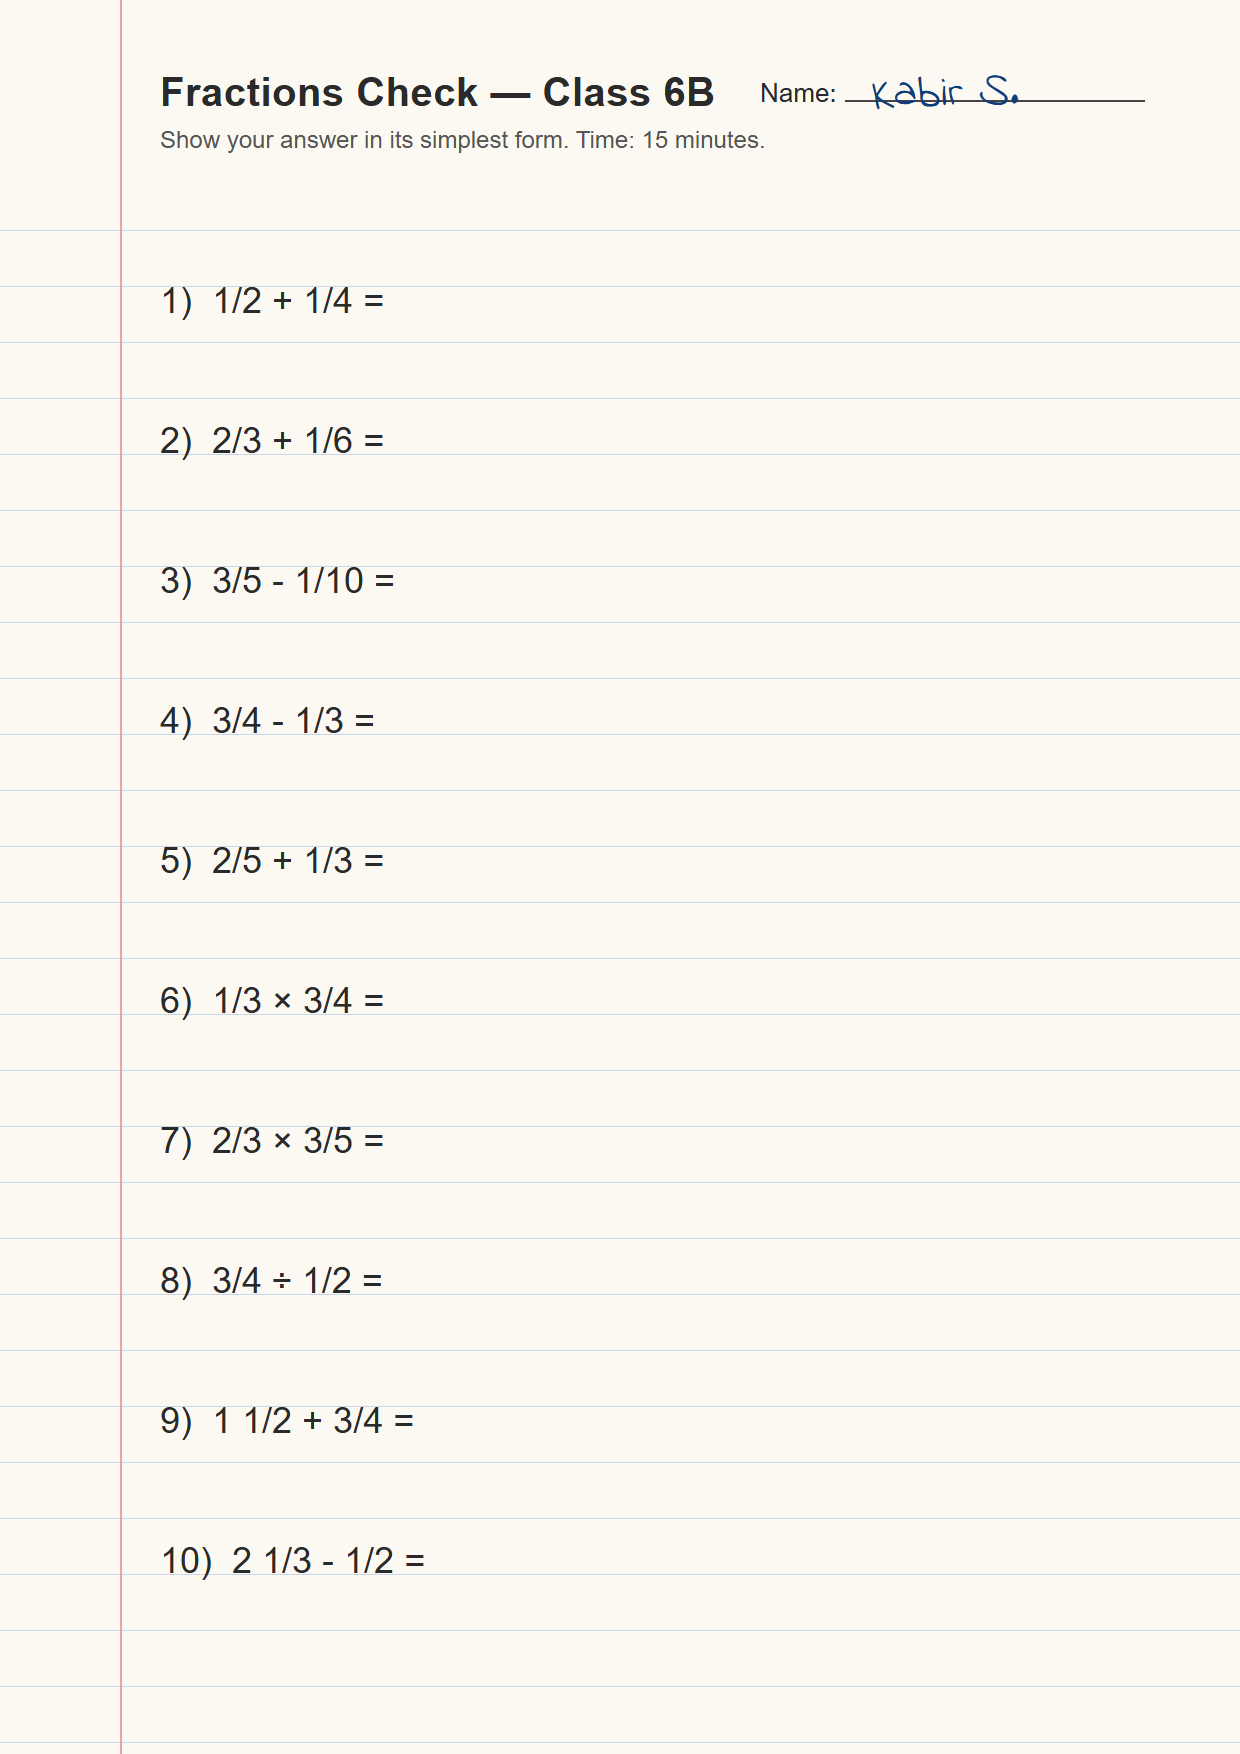 Fractions Check — Class 6B Name: Kabir S.
Show your answer in its simplest form. Time: 15 minutes.
1) 1/2 + 1/4 =
2) 2/3 + 1/6 =
3) 3/5 - 1/10 =
4) 3/4 - 1/3 =
5) 2/5 + 1/3 =
6) 1/3 × 3/4 =
7) 2/3 × 3/5 =
8) 3/4 ÷ 1/2 =
9) 1 1/2 + 3/4 =
10) 2 1/3 - 1/2 =